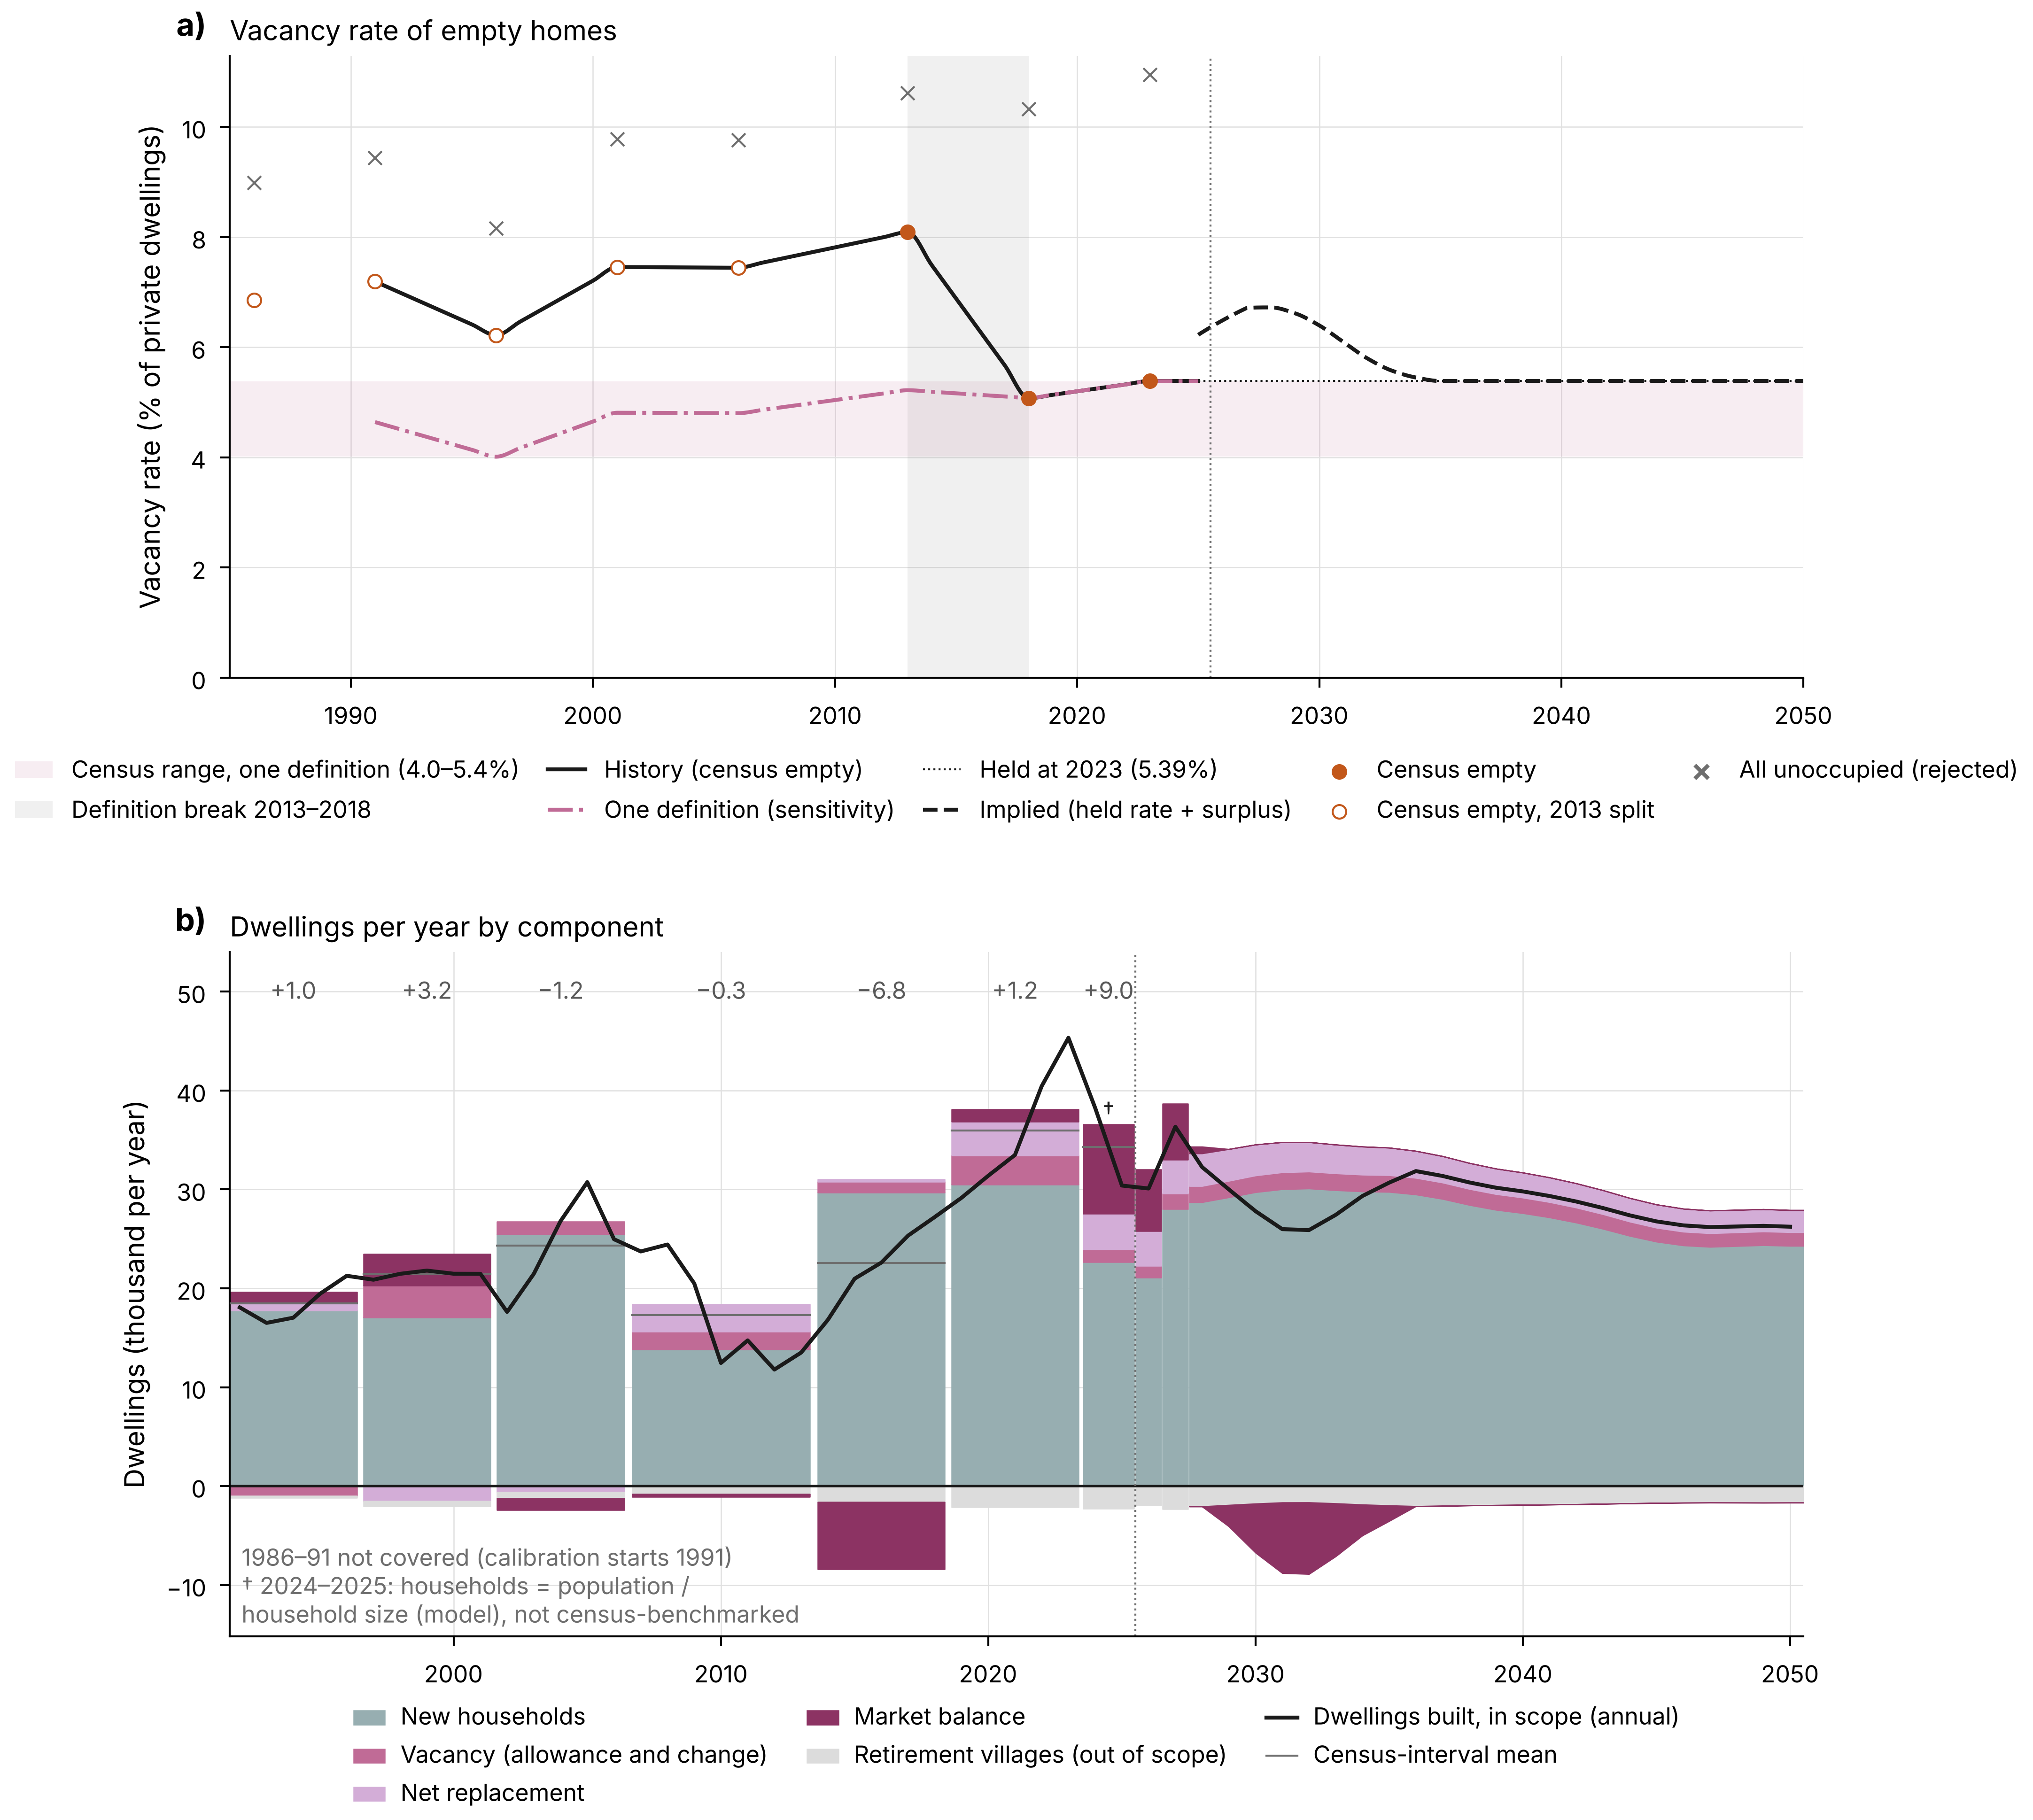 a) Vacancy rate of empty homes
Vacancy rate (% of private dwellings)
10
8
6
4
2
0
1990 2000 2010 2020 2030 2040 2050
Census range, one definition (4.0–5.4%)
Definition break 2013–2018
History (census empty)
One definition (sensitivity)
Held at 2023 (5.39%)
Implied (held rate + surplus)
Census empty
Census empty, 2013 split
All unoccupied (rejected)
b) Dwellings per year by component
Dwellings (thousand per year)
50
40
30
20
10
0
−10
+1.0 +3.2 −1.2 −0.3 −6.8 +1.2 +9.0
†
1986–91 not covered (calibration starts 1991)
† 2024–2025: households = population /
household size (model), not census-benchmarked
2000 2010 2020 2030 2040 2050
New households
Vacancy (allowance and change)
Net replacement
Market balance
Retirement villages (out of scope)
Dwellings built, in scope (annual)
Census-interval mean